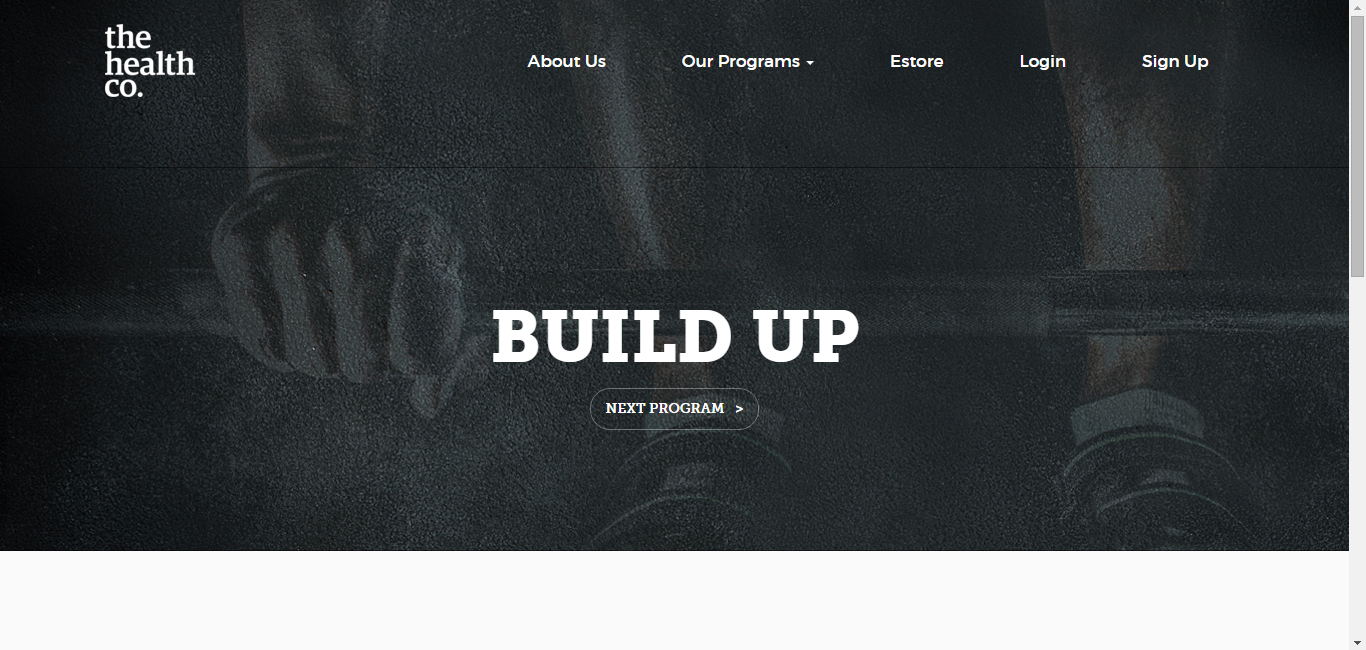 the
health
co.
About Us
Our Programs
Estore
Login
Sign Up
BUILD UP
NEXT PROGRAM >